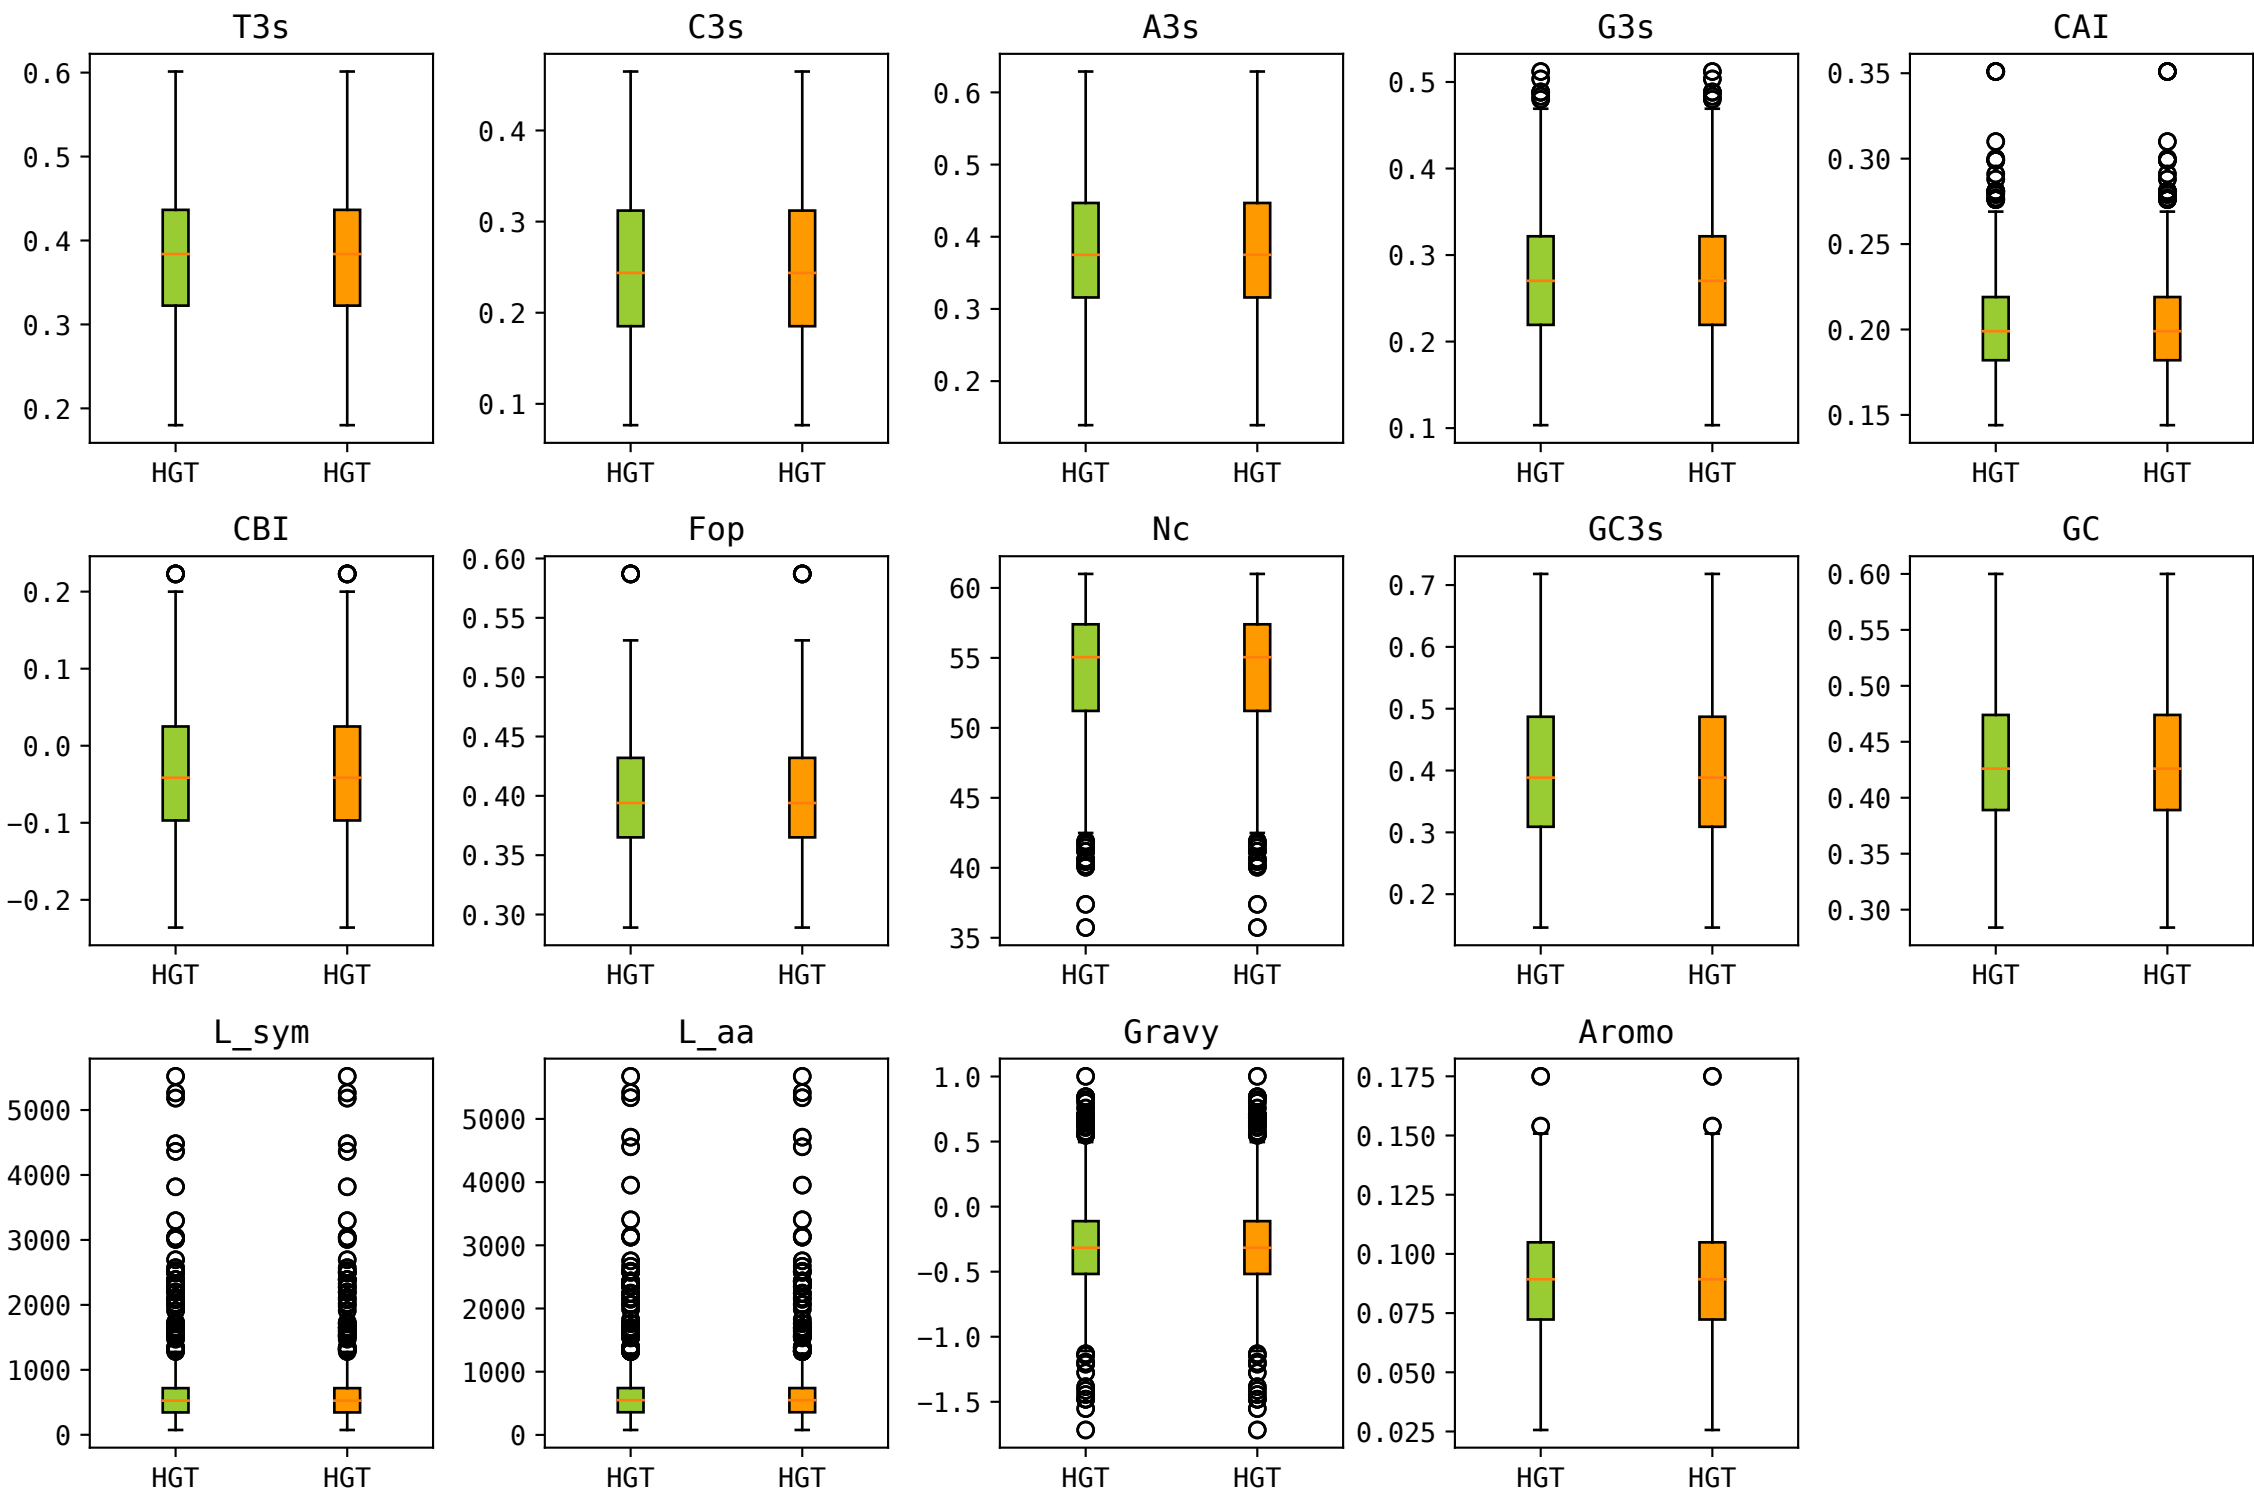 T3s
C3s
A3s
G3s
CAI
0.6
0.5
0.4
0.3
0.2
HGT
HGT
0.4
0.3
0.2
0.1
HGT
HGT
0.6
0.5
0.4
0.3
0.2
HGT
HGT
0.5
0.4
0.3
0.2
0.1
HGT
HGT
0.35
0.30
0.25
0.20
0.15
HGT
HGT
CBI
Fop
Nc
GC3s
GC
0.2
0.1
0.0
−0.1
−0.2
HGT
HGT
0.60
0.55
0.50
0.45
0.40
0.35
0.30
HGT
HGT
60
55
50
45
40
35
HGT
HGT
0.7
0.6
0.5
0.4
0.3
0.2
HGT
HGT
0.60
0.55
0.50
0.45
0.40
0.35
0.30
HGT
HGT
L_sym
L_aa
Gravy
Aromo
5000
4000
3000
2000
1000
0
HGT
HGT
5000
4000
3000
2000
1000
0
HGT
HGT
1.0
0.5
0.0
−0.5
−1.0
−1.5
HGT
HGT
0.175
0.150
0.125
0.100
0.075
0.050
0.025
HGT
HGT